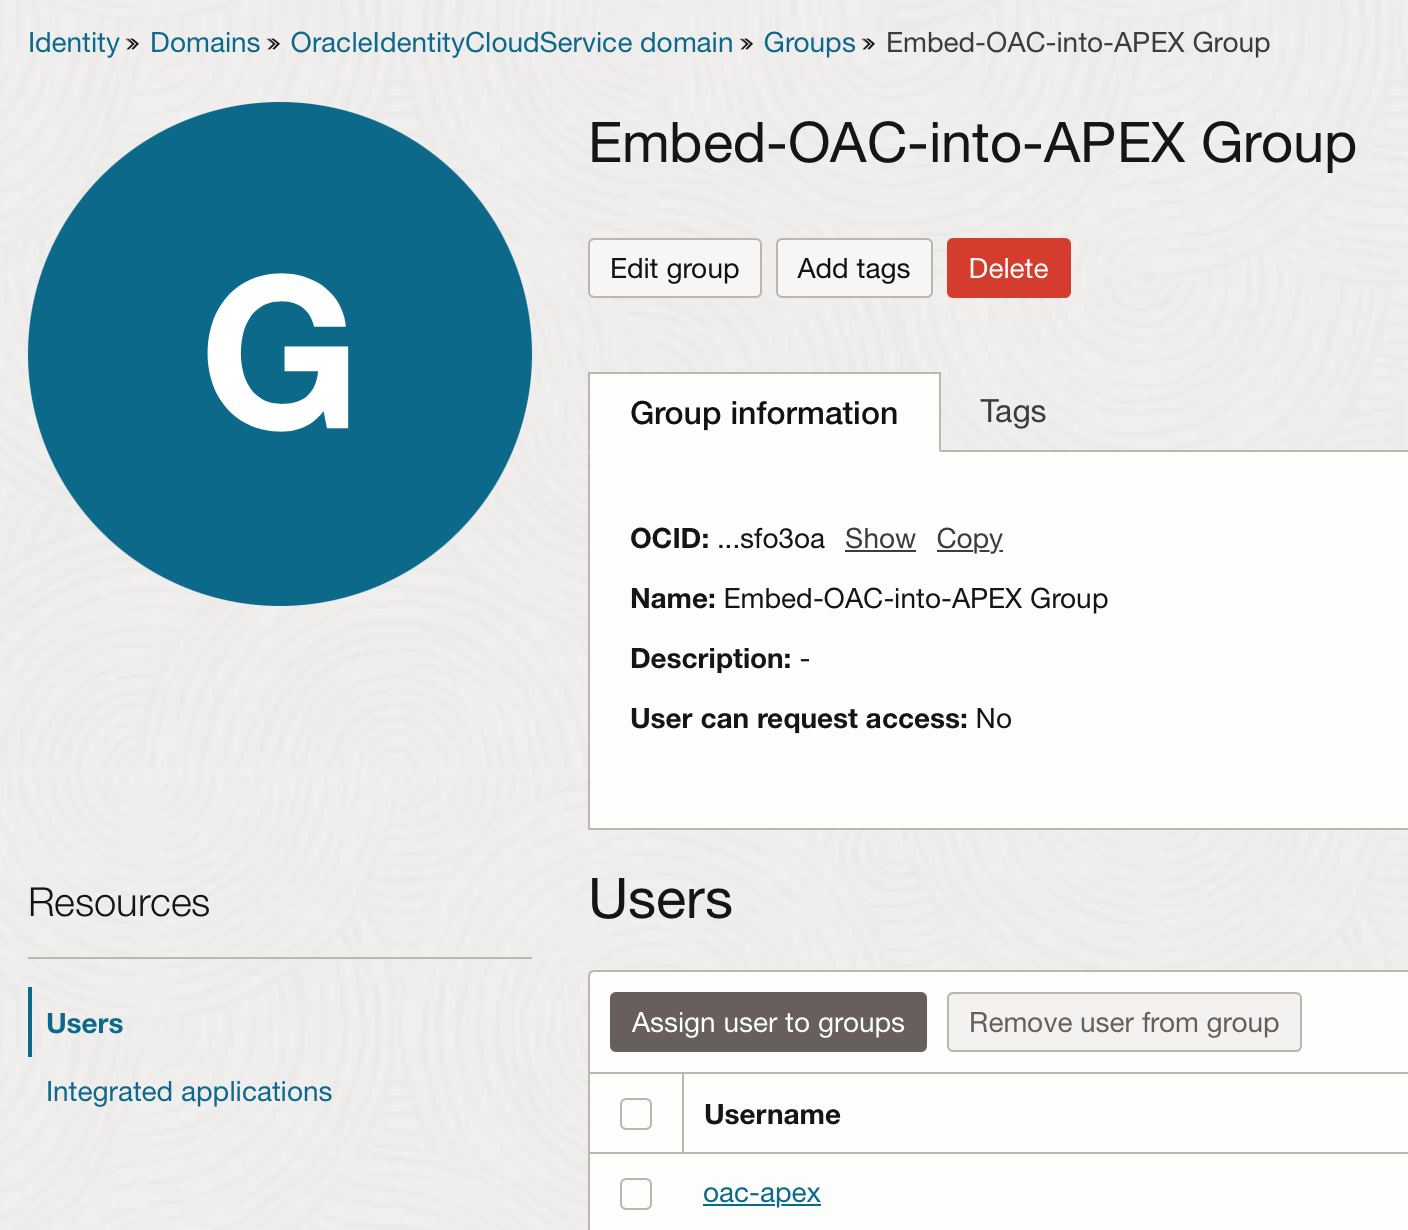 Identity » Domains » OracleIdentityCloudService domain » Groups » Embed-OAC-into-APEX Group
G
Embed-OAC-into-APEX Group
Edit group Add tags Delete
Group information Tags
OCID: ...sfo3oa Show Copy
Name: Embed-OAC-into-APEX Group
Description: -
User can request access: No
Resources
Users
Integrated applications
Users
Assign user to groups Remove user from group
Username
oac-apex